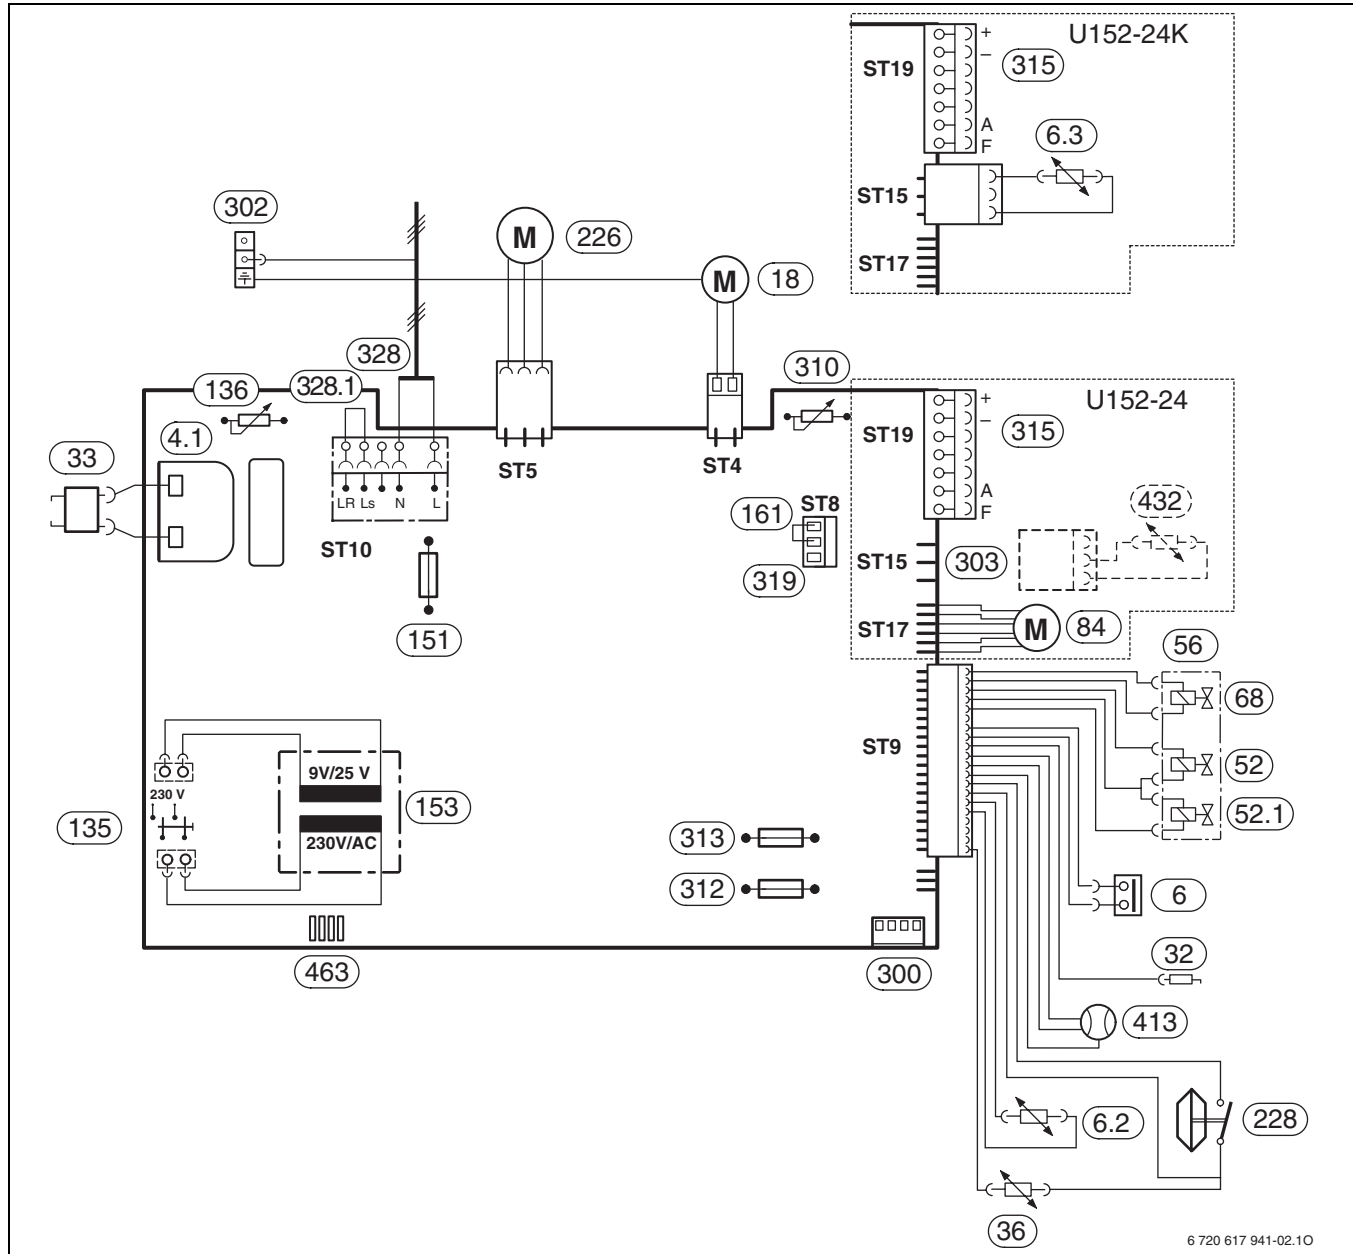 U152-24K
+
–
ST19
315
A
F
6.3
ST15
ST17
302
M
226
M
18
328
310
136
328.1
4.1
33
ST5
ST4
LR
Ls
N
L
ST10
151
161
ST8
319
U152-24
+
–
ST19
315
A
F
432
303
ST15
ST17
M
84
56
68
ST9
52
52.1
9V/25 V
230 V
153
135
230V/AC
313
312
6
463
300
32
413
6.2
228
36
6 720 617 941-02.1O